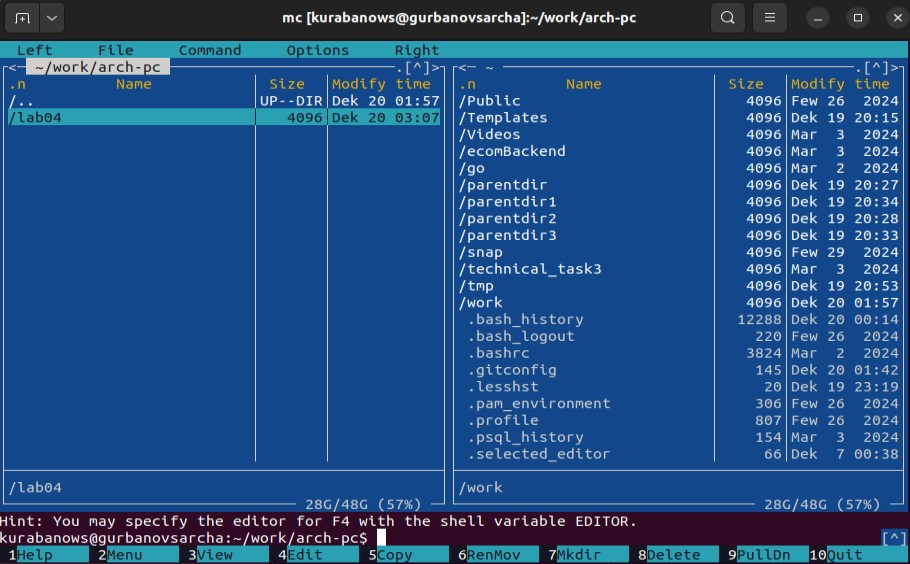 mc [kurabanows@gurbanovsarcha]:~/work/arch-pc
Left File Command Options Right
<─ ~/work/arch-pc .[^]>
.n Name Size Modify time
/.. UP--DIR Dek 20 01:57
/lab04 4096 Dek 20 03:07
/lab04
28G/48G (57%)
<─ ~ .[^]>
.n Name Size Modify time
/Public 4096 Few 26 2024
/Templates 4096 Dek 19 20:15
/Videos 4096 Mar 3 2024
/ecomBackend 4096 Mar 3 2024
/go 4096 Mar 2 2024
/parentdir 4096 Dek 19 20:27
/parentdir1 4096 Dek 19 20:34
/parentdir2 4096 Dek 19 20:28
/parentdir3 4096 Dek 19 20:33
/snap 4096 Few 29 2024
/technical_task3 4096 Mar 3 2024
/tmp 4096 Dek 19 20:53
/work 4096 Dek 20 01:57
.bash_history 12288 Dek 20 00:14
.bash_logout 220 Few 26 2024
.bashrc 3824 Mar 2 2024
.gitconfig 145 Dek 20 01:42
.lesshst 20 Dek 19 23:19
.pam_environment 306 Few 26 2024
.profile 807 Few 26 2024
.psql_history 154 Mar 3 2024
.selected_editor 66 Dek 7 00:38
/work
28G/48G (57%)
Hint: You may specify the editor for F4 with the shell variable EDITOR.
kurabanows@gurbanovsarcha:~/work/arch-pc$ [^]
1Help 2Menu 3View 4Edit 5Copy 6RenMov 7Mkdir 8Delete 9PullDn 10Quit